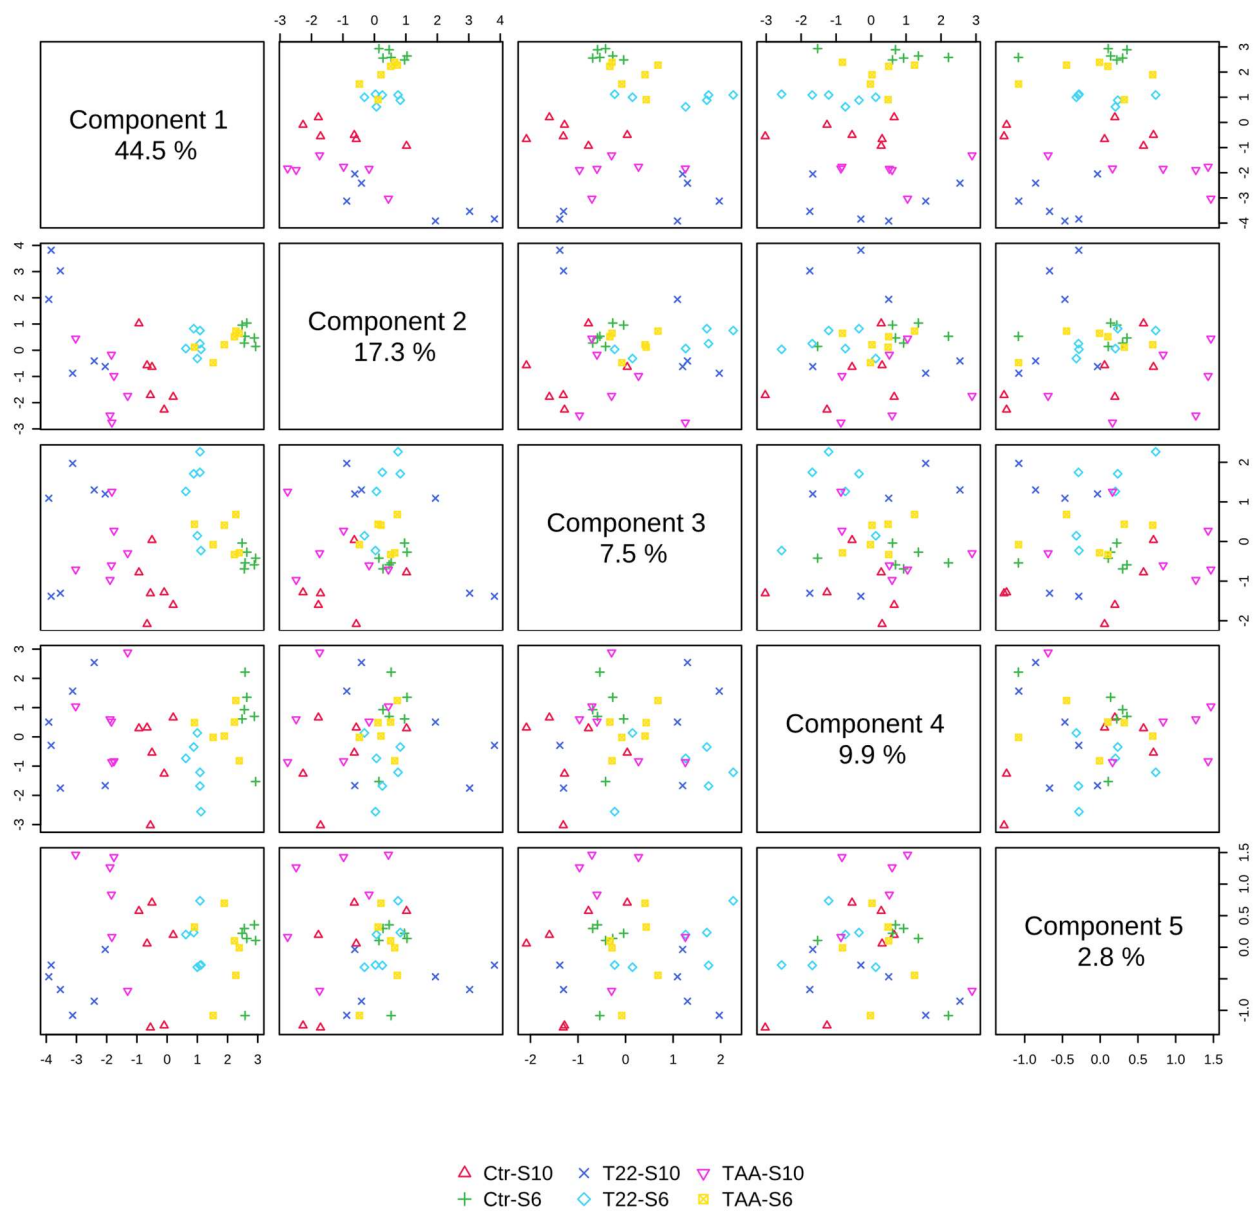 -3 -2 -1 0 1 2 3 4
-3 -2 -1 0 1 2 3
Component 1
44.5 %
-4 -3 -2 -1 0 1 2 3
-3 -2 -1 0 1 2 3 4
Component 2
17.3 %
Component 3
7.5 %
-2 -1 0 1 2
-3 -2 -1 0 1 2 3
Component 4
9.9 %
Component 5
2.8 %
-1.0 0.0 0.5 1.0 1.5
-4 -3 -2 -1 0 1 2 3
-2 -1 0 1 2
-1.0 -0.5 0.0 0.5 1.0 1.5
Ctr-S10 T22-S10 TAA-S10
Ctr-S6 T22-S6 TAA-S6